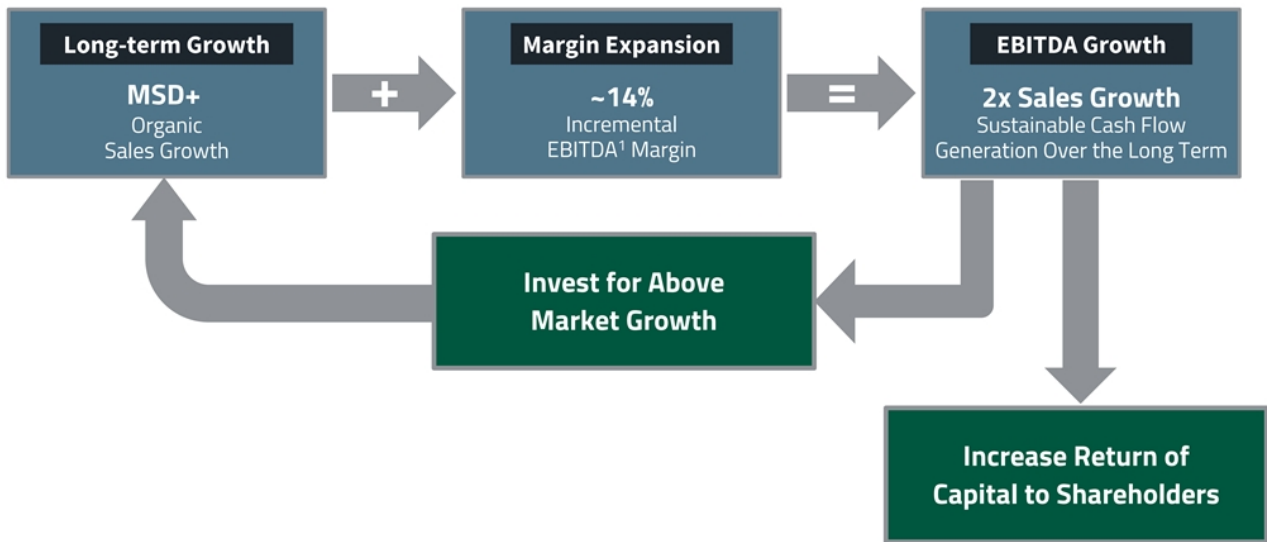 Long-term Growth
MSD+
Organic
Sales Growth
+
Margin Expansion
~14%
Incremental
EBITDA¹ Margin
=
EBITDA Growth
2x Sales Growth
Sustainable Cash Flow
Generation Over the Long Term
Invest for Above
Market Growth
Increase Return of
Capital to Shareholders